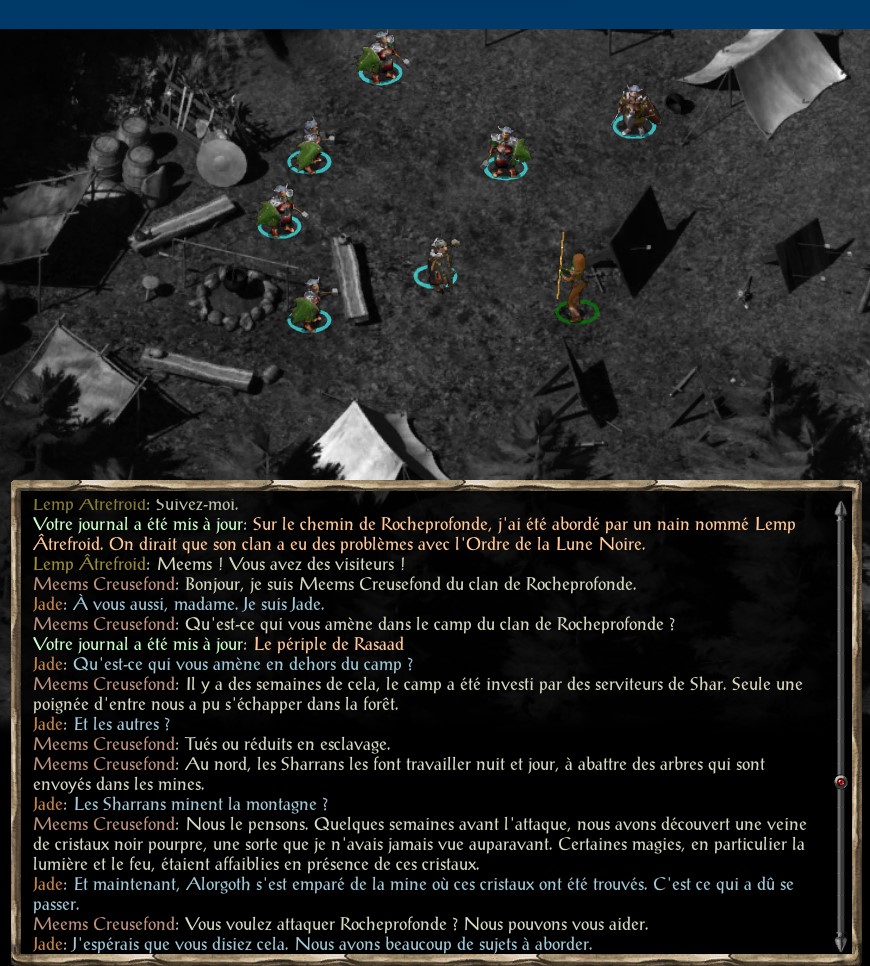 Lemp Âtrefroid: Suivez-moi.
Votre journal a été mis à jour: Sur le chemin de Rocheprofonde, j'ai été abordé par un nain nommé Lemp
Âtrefroid. On dirait que son clan a eu des problèmes avec l'Ordre de la Lune Noire.
Lemp Âtrefroid: Meems ! Vous avez des visiteurs !
Meems Creusefond: Bonjour, je suis Meems Creusefond du clan de Rocheprofonde.
Jade: À vous aussi, madame. Je suis Jade.
Meems Creusefond: Qu'est-ce qui vous amène dans le camp du clan de Rocheprofonde ?
Votre journal a été mis à jour: Le périple de Rasaad
Jade: Qu'est-ce qui vous amène en dehors du camp ?
Meems Creusefond: Il y a des semaines de cela, le camp a été investi par des serviteurs de Shar. Seule une
poignée d'entre nous a pu s'échapper dans la forêt.
Jade: Et les autres ?
Meems Creusefond: Tués ou réduits en esclavage.
Meems Creusefond: Au nord, les Sharrans les font travailler nuit et jour, à abattre des arbres qui sont
envoyés dans les mines.
Jade: Les Sharrans minent la montagne ?
Meems Creusefond: Nous le pensons. Quelques semaines avant l'attaque, nous avons découvert une veine
de cristaux noir pourpre, une sorte que je n'avais jamais vue auparavant. Certaines magies, en particulier la
lumière et le feu, étaient affaiblies en présence de ces cristaux.
Jade: Et maintenant, Alorgoth s'est emparé de la mine où ces cristaux ont été trouvés. C'est ce qui a dû se
passer.
Meems Creusefond: Vous voulez attaquer Rocheprofonde ? Nous pouvons vous aider.
Jade: J'espérais que vous disiez cela. Nous avons beaucoup de sujets à aborder.